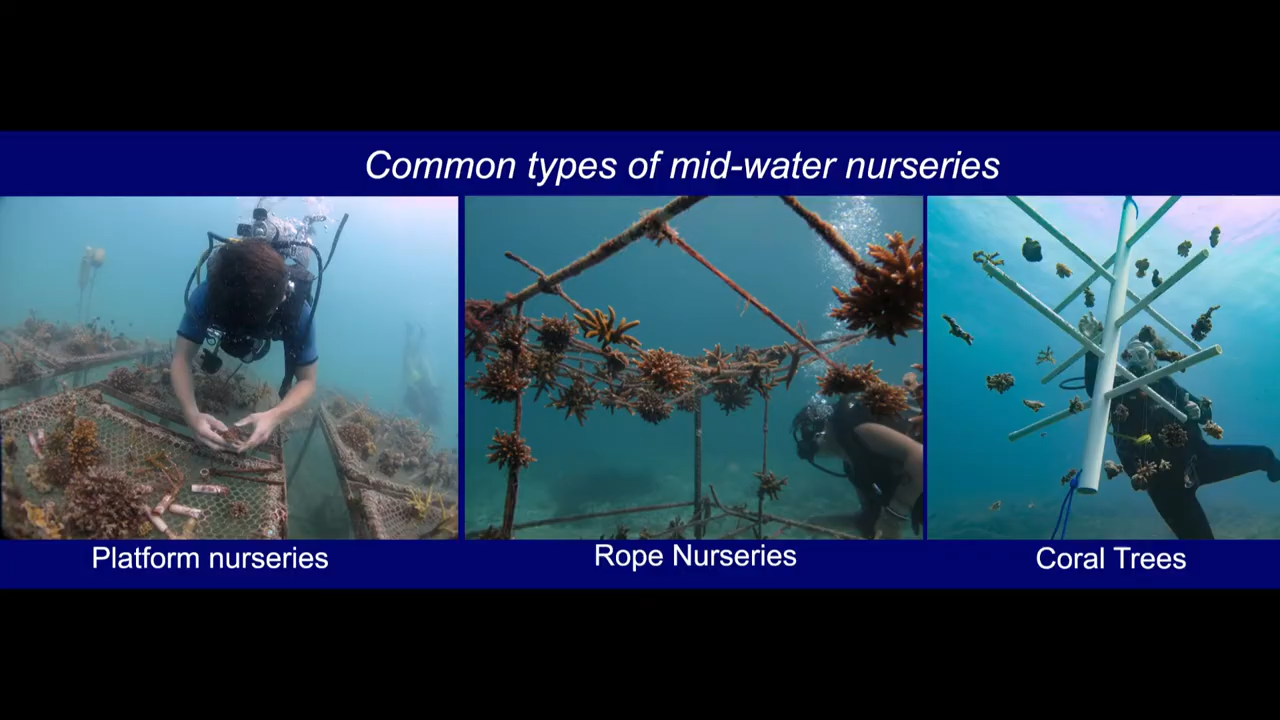 Common types of mid-water nurseries
Platform nurseries
Rope Nurseries
Coral Trees